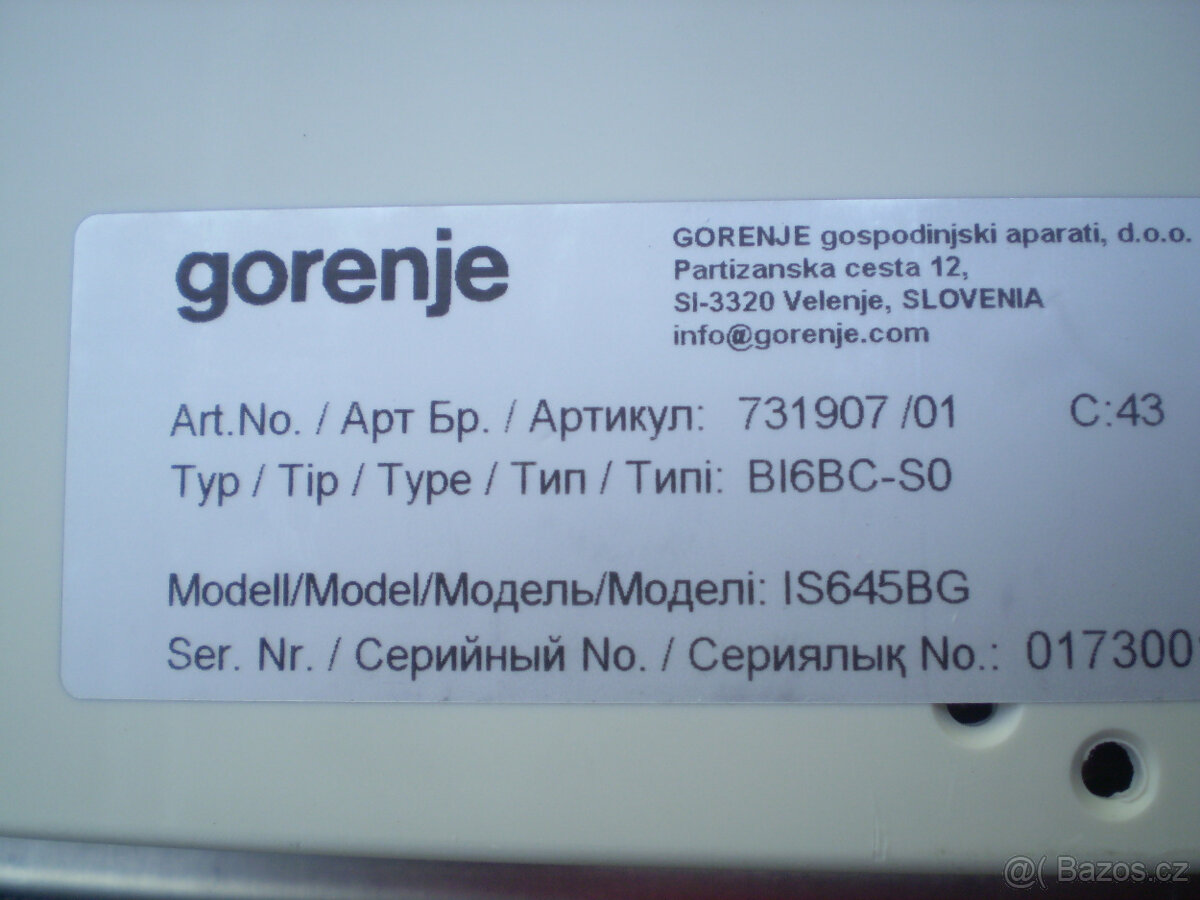 gorenje
GORENJE gospodinjski aparati, d.o.o.
Partizanska cesta 12,
SI-3320 Velenje, SLOVENIA
info@gorenje.com
Art.No. / Арт Бр. / Артикул: 731907 /01 C:43
Typ / Tip / Type / Тип / Типі: BI6BC-S0
Modell/Model/Модель/Моделі: IS645BG
Ser. Nr. / Серийный No. / Сериялық No.: 017300
@( Bazos.cz